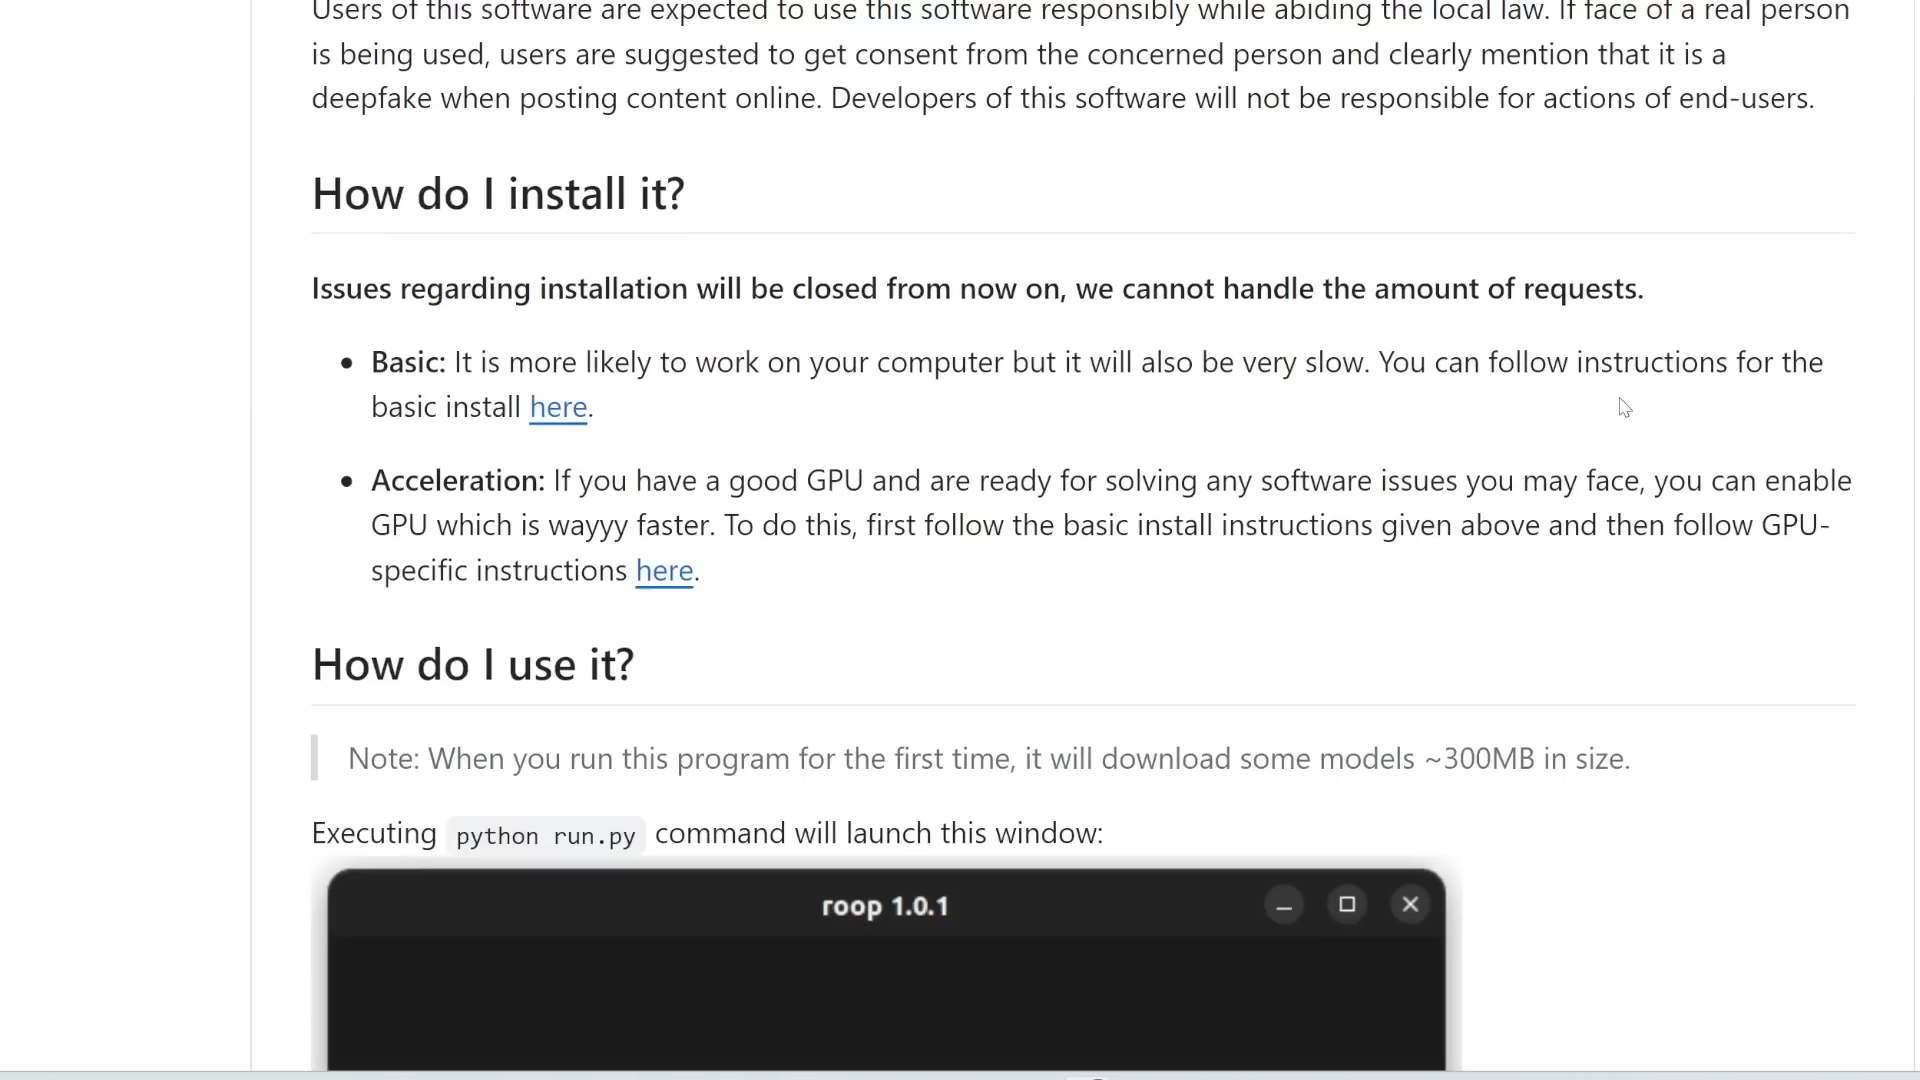 Users of this software are expected to use this software responsibly while abiding the local law. If face of a real person
is being used, users are suggested to get consent from the concerned person and clearly mention that it is a
deepfake when posting content online. Developers of this software will not be responsible for actions of end-users.
How do I install it?
Issues regarding installation will be closed from now on, we cannot handle the amount of requests.
• Basic: It is more likely to work on your computer but it will also be very slow. You can follow instructions for the
basic install here.
• Acceleration: If you have a good GPU and are ready for solving any software issues you may face, you can enable
GPU which is wayyy faster. To do this, first follow the basic install instructions given above and then follow GPU-
specific instructions here.
How do I use it?
Note: When you run this program for the first time, it will download some models ~300MB in size.
Executing python run.py command will launch this window:
roop 1.0.1